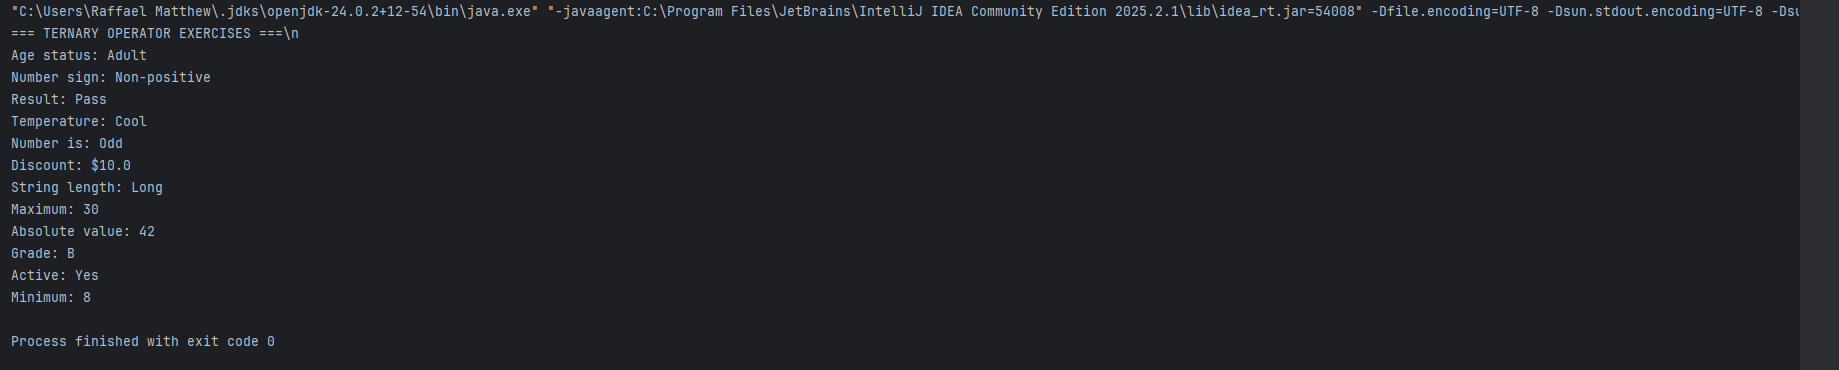 "C:\Users\Raffael Matthew\.jdks\openjdk-24.0.2+12-54\bin\java.exe" "-javaagent:C:\Program Files\JetBrains\IntelliJ IDEA Community Edition 2025.2.1\lib\idea_rt.jar=54008" -Dfile.encoding=UTF-8 -Dsun.stdout.encoding=UTF-8
=== TERNARY OPERATOR EXERCISES ===\n
Age status: Adult
Number sign: Non-positive
Result: Pass
Temperature: Cool
Number is: Odd
Discount: $10.0
String length: Long
Maximum: 30
Absolute value: 42
Grade: B
Active: Yes
Minimum: 8
Process finished with exit code 0